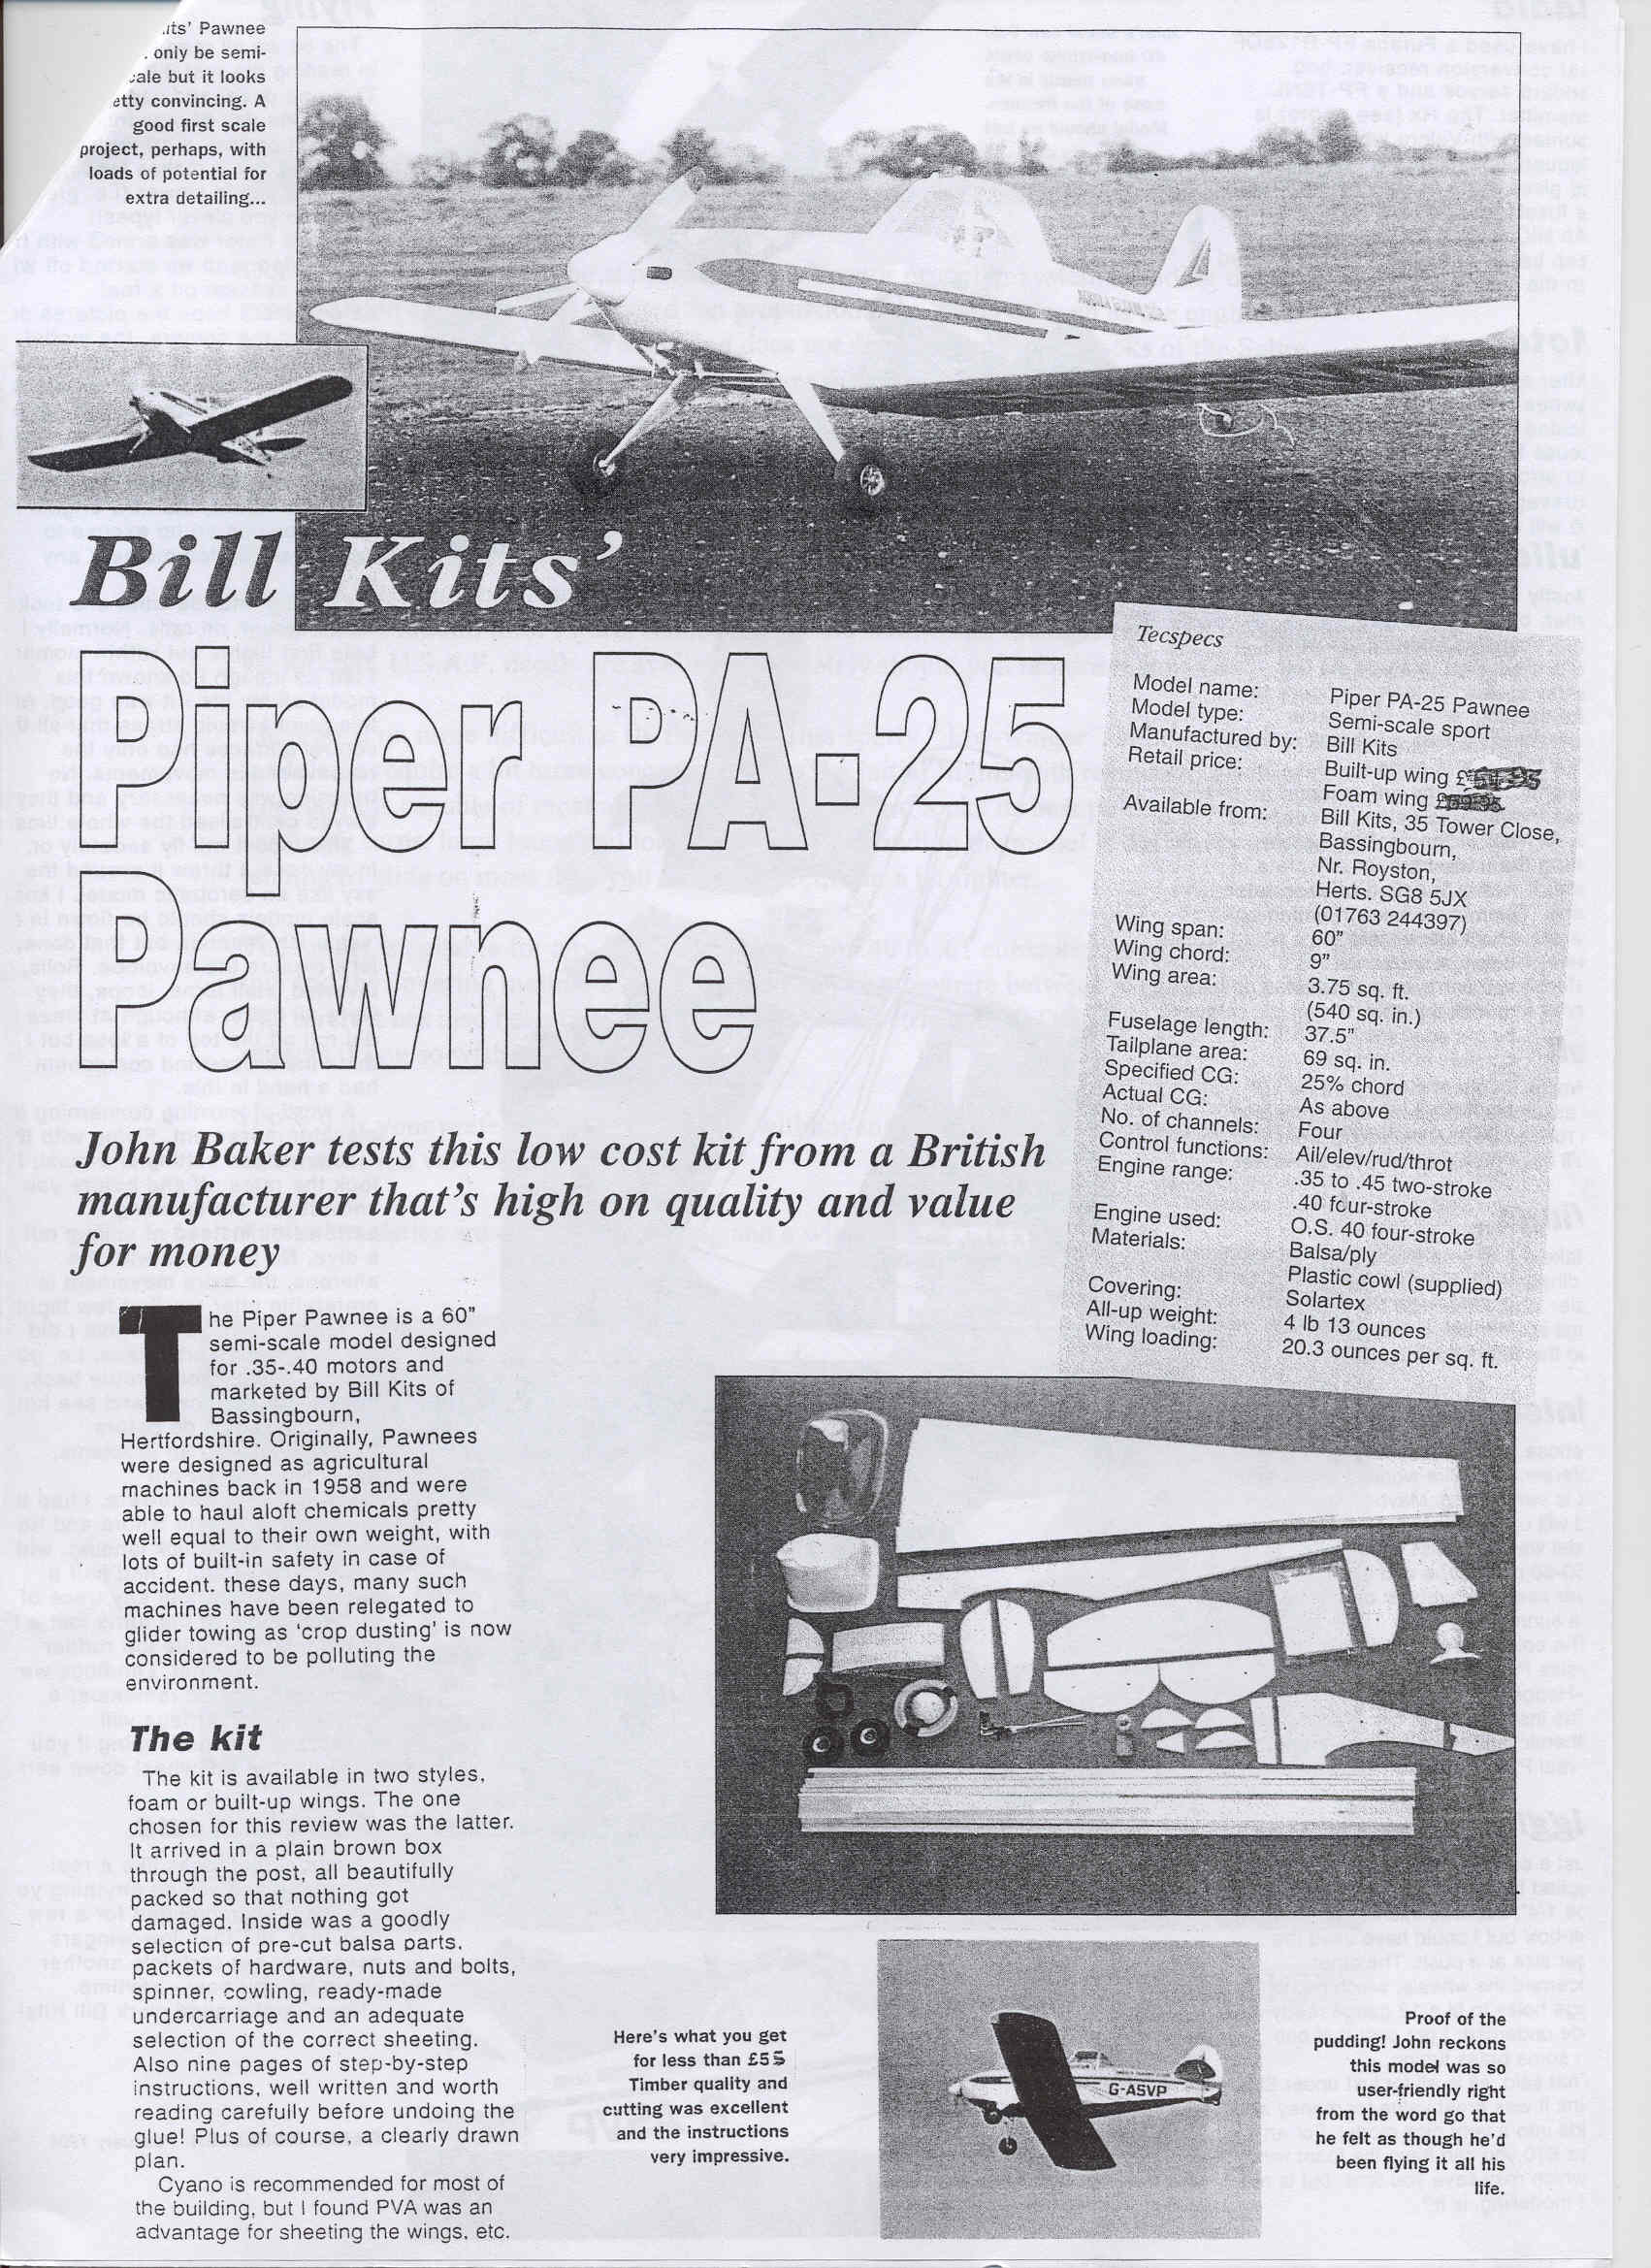 Kits' Pawnee
only be semi-
scale but it looks
pretty convincing. A
good first scale
project, perhaps, with
loads of potential for
extra detailing...
Bill Kits'
Piper PA-25
Pawnee
John Baker tests this low cost kit from a British
manufacturer that's high on quality and value
for money
Tecspecs
Model name: Piper PA-25 Pawnee
Model type: Semi-scale sport
Manufactured by: Bill Kits
Retail price: Built-up wing
Foam wing
Available from: Bill Kits, 35 Tower Close,
Bassingbourn,
Nr. Royston,
Herts. SG8 5JX
(01763 244397)
Wing span: 60"
Wing chord: 9"
Wing area: 3.75 sq. ft.
(540 sq. in.)
Fuselage length: 37.5"
Tailplane area: 69 sq. in.
Specified CG: 25% chord
Actual CG: As above
No. of channels: Four
Control functions: Ail/elev/rud/throt
Engine range: .35 to .45 two-stroke
.40 four-stroke
Engine used: O.S. 40 four-stroke
Materials: Balsa/ply
Plastic cowl (supplied)
Covering: Solartex
All-up weight: 4 lb 13 ounces
Wing loading: 20.3 ounces per sq. ft.
The Piper Pawnee is a 60"
semi-scale model designed
for .35-.40 motors and
marketed by Bill Kits of
Bassingbourn,
Hertfordshire. Originally, Pawnees
were designed as agricultural
machines back in 1958 and were
able to haul aloft chemicals pretty
well equal to their own weight, with
lots of built-in safety in case of
accident. these days, many such
machines have been relegated to
glider towing as 'crop dusting' is now
considered to be polluting the
environment.
The kit
The kit is available in two styles,
foam or built-up wings. The one
chosen for this review was the latter.
It arrived in a plain brown box
through the post, all beautifully
packed so that nothing got
damaged. Inside was a goodly
selection of pre-cut balsa parts,
packets of hardware, nuts and bolts,
spinner, cowling, ready-made
undercarriage and an adequate
selection of the correct sheeting.
Also nine pages of step-by-step
instructions, well written and worth
reading carefully before undoing the
glue! Plus of course, a clearly drawn
plan.
Cyano is recommended for most of
the building, but I found PVA was an
advantage for sheeting the wings, etc.
Here's what you get
for less than £55
Timber quality and
cutting was excellent
and the instructions
very impressive.
G-ASVP
Proof of the
pudding! John reckons
this model was so
user-friendly right
from the word go that
he felt as though he'd
been flying it all his
life.